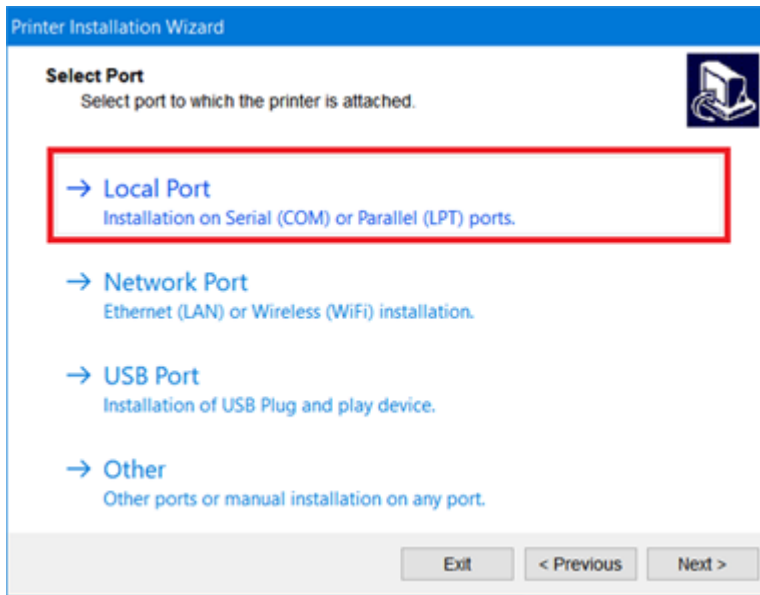 Printer Installation Wizard
Select Port
Select port to which the printer is attached.
→ Local Port
Installation on Serial (COM) or Parallel (LPT) ports.
→ Network Port
Ethernet (LAN) or Wireless (WiFi) installation.
→ USB Port
Installation of USB Plug and play device.
→ Other
Other ports or manual installation on any port.
Exit < Previous Next >